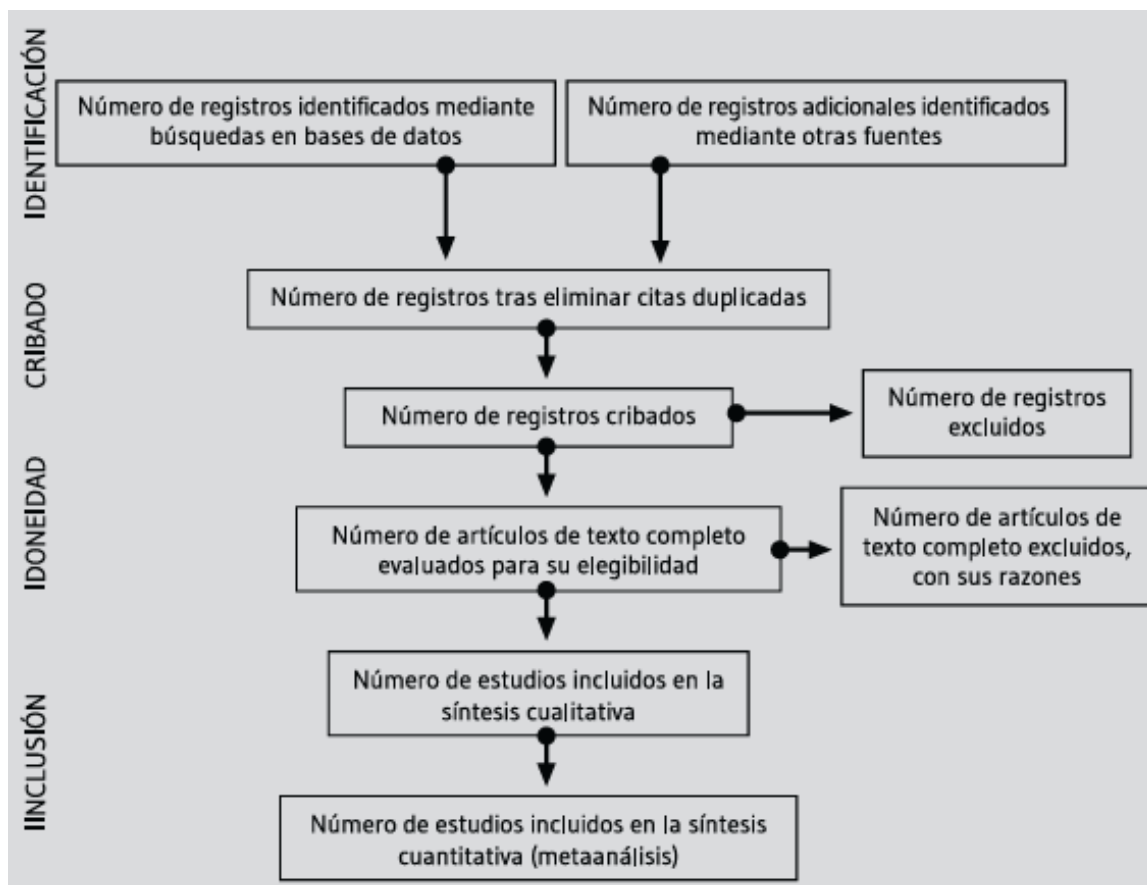 IDENTIFICACIÓN
Número de registros identificados mediante
búsquedas en bases de datos
Número de registros adicionales identificados
mediante otras fuentes
CRIBADO
Número de registros tras eliminar citas duplicadas
Número de registros cribados
Número de registros
excluidos
IDONEIDAD
Número de artículos de texto completo
evaluados para su elegibilidad
Número de artículos de
texto completo excluidos,
con sus razones
IINCLUSIÓN
Número de estudios incluidos en la
síntesis cualitativa
Número de estudios incluidos en la síntesis
cuantitativa (metaanálisis)